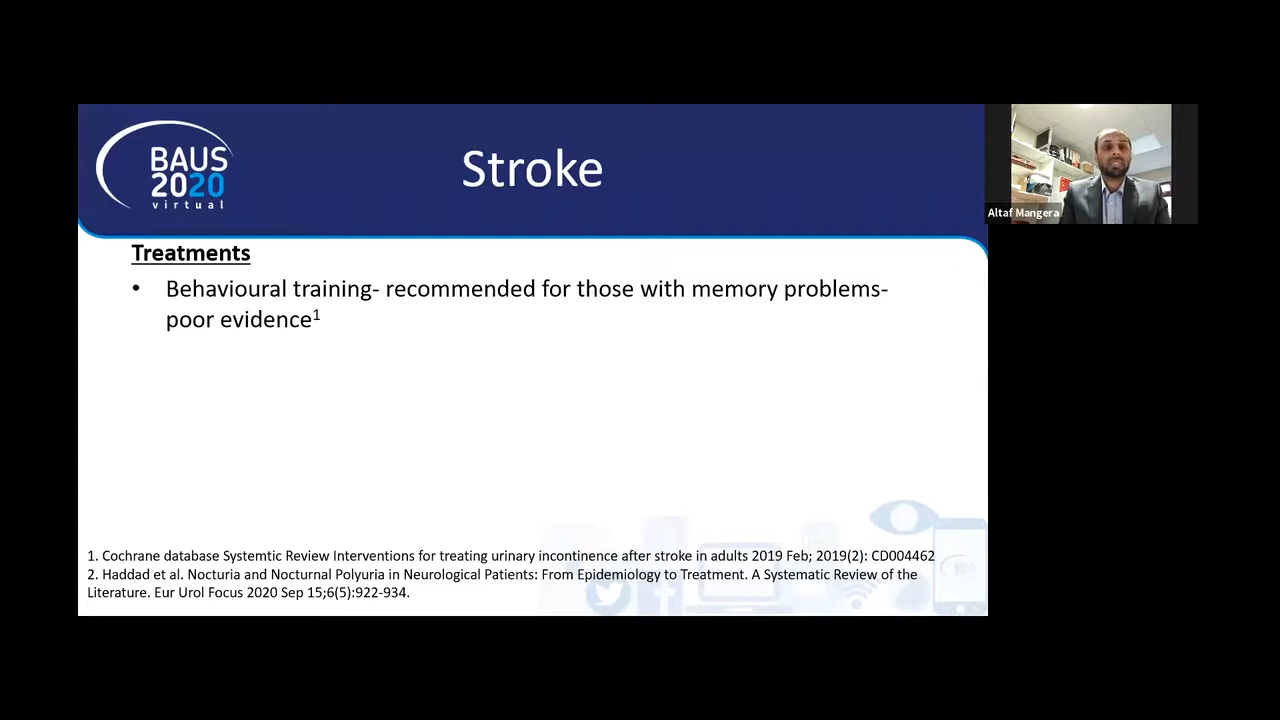 BAUS
2020
virtual
Stroke
Altaf Mangera
Treatments
• Behavioural training- recommended for those with memory problems-
poor evidence1
1. Cochrane database Systemtic Review Interventions for treating urinary incontinence after stroke in adults 2019 Feb; 2019(2): CD004462
2. Haddad et al. Nocturia and Nocturnal Polyuria in Neurological Patients: From Epidemiology to Treatment. A Systematic Review of the
Literature. Eur Urol Focus 2020 Sep 15;6(5):922-934.